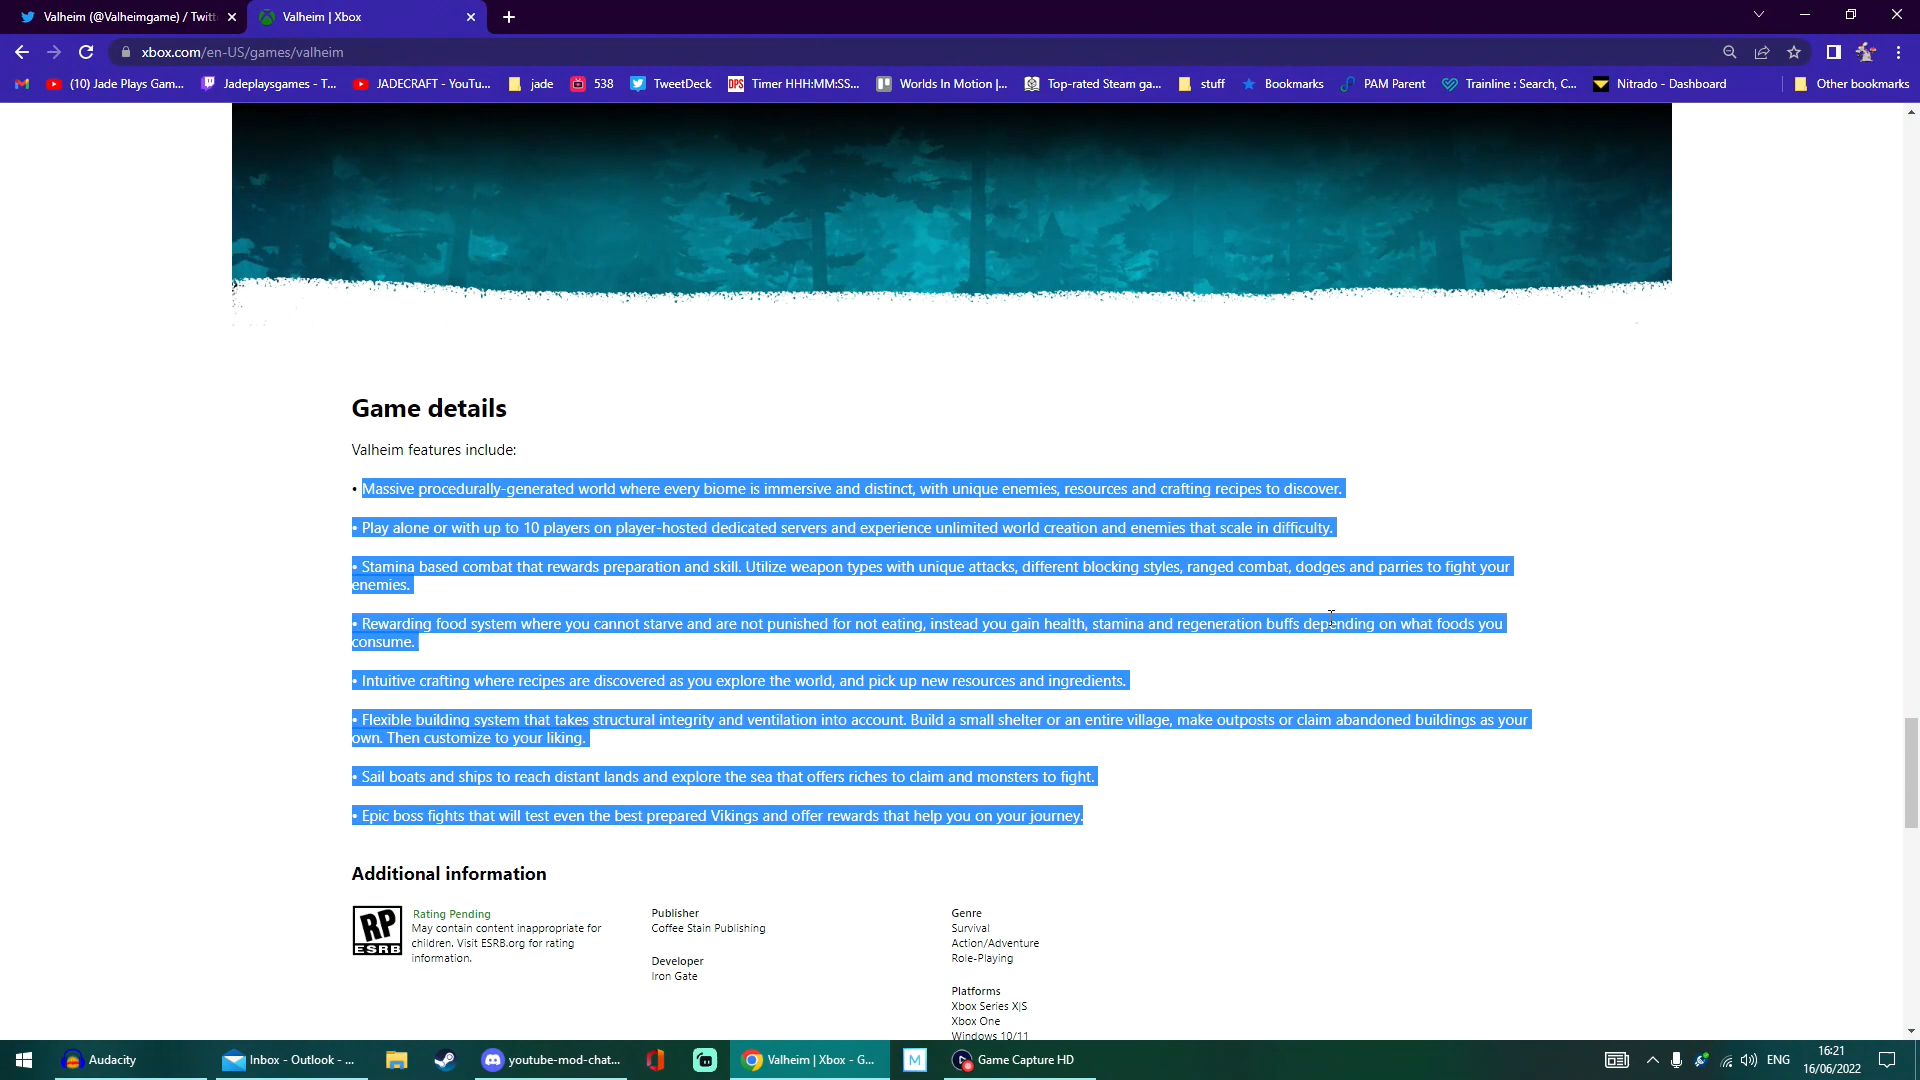 Valheim (@Valheimgame) / Twitt
Valheim | Xbox
xbox.com/en-US/games/valheim
(10) Jade Plays Gam...
Jadeplaysgames - T...
JADECRAFT - YouTu...
jade
538
TweetDeck
DPS
Timer HHH:MM:SS...
Worlds In Motion |...
Top-rated Steam ga...
stuff
Bookmarks
PAM Parent
Trainline : Search, C...
Nitrado - Dashboard
Other bookmarks
Game details
Valheim features include:
• Massive procedurally-generated world where every biome is immersive and distinct, with unique enemies, resources and crafting recipes to discover.
• Play alone or with up to 10 players on player-hosted dedicated servers and experience unlimited world creation and enemies that scale in difficulty.
• Stamina based combat that rewards preparation and skill. Utilize weapon types with unique attacks, different blocking styles, ranged combat, dodges and parries to fight your
enemies.
• Rewarding food system where you cannot starve and are not punished for not eating, instead you gain health, stamina and regeneration buffs depending on what foods you
consume.
• Intuitive crafting where recipes are discovered as you explore the world, and pick up new resources and ingredients.
• Flexible building system that takes structural integrity and ventilation into account. Build a small shelter or an entire village, make outposts or claim abandoned buildings as your
own. Then customize to your liking.
• Sail boats and ships to reach distant lands and explore the sea that offers riches to claim and monsters to fight.
• Epic boss fights that will test even the best prepared Vikings and offer rewards that help you on your journey.
Additional information
RP
ESRB
Rating Pending
May contain content inappropriate for
children. Visit ESRB.org for rating
information.
Publisher
Coffee Stain Publishing
Developer
Iron Gate
Genre
Survival
Action/Adventure
Role-Playing
Platforms
Xbox Series X|S
Xbox One
Windows 10/11
Audacity
Inbox - Outlook - ...
youtube-mod-chat...
Valheim | Xbox - G...
M
Game Capture HD
ENG
16:21
16/06/2022